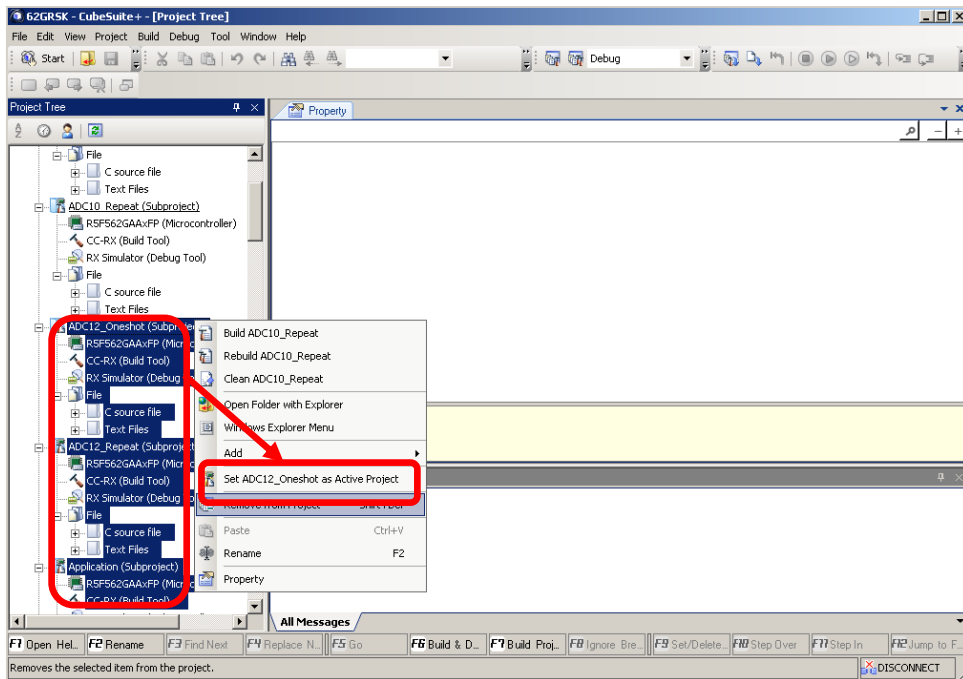 62GRSK - CubeSuite+ - [Project Tree]
File Edit View Project Build Debug Tool Window Help
Start Debug
Project Tree
Property
File
C source file
Text Files
ADC10_Repeat (Subproject)
R5F562GAAxFP (Microcontroller)
CC-RX (Build Tool)
RX Simulator (Debug Tool)
File
C source file
Text Files
ADC12_Oneshot (Subproje
R5F562GAAxFP (Micro
CC-RX (Build Tool)
RX Simulator (Debug
File
C source file
Text Files
ADC12_Repeat (Subproject
R5F562GAAxFP (Micro
CC-RX (Build Tool)
RX Simulator (Debug
File
C source file
Text Files
Application (Subproject)
R5F562GAAxFP (Micro
CC-RX (Build Tool)
Build ADC10_Repeat
Rebuild ADC10_Repeat
Clean ADC10_Repeat
Open Folder with Explorer
Windows Explorer Menu
Add
Set ADC12_Oneshot as Active Project
Remove from Project Shift+Del
Paste Ctrl+V
Rename F2
Property
All Messages
F1 Open Hel... F2 Rename F3 Find Next F4 Replace N... F5 Go F6 Build & D... F7 Build Proj... F8 Ignore Bre... F9 Set/Delete... F10 Step Over F11 Step In F12 Jump to F...
Removes the selected item from the project. DISCONNECT